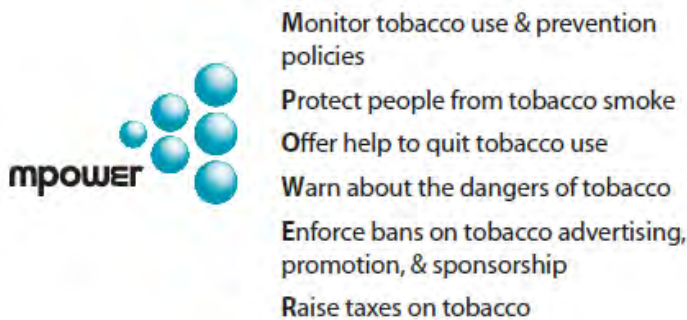 Monitor tobacco use & prevention
policies
Protect people from tobacco smoke
Offer help to quit tobacco use
mpower
Warn about the dangers of tobacco
Enforce bans on tobacco advertising,
promotion, & sponsorship
Raise taxes on tobacco